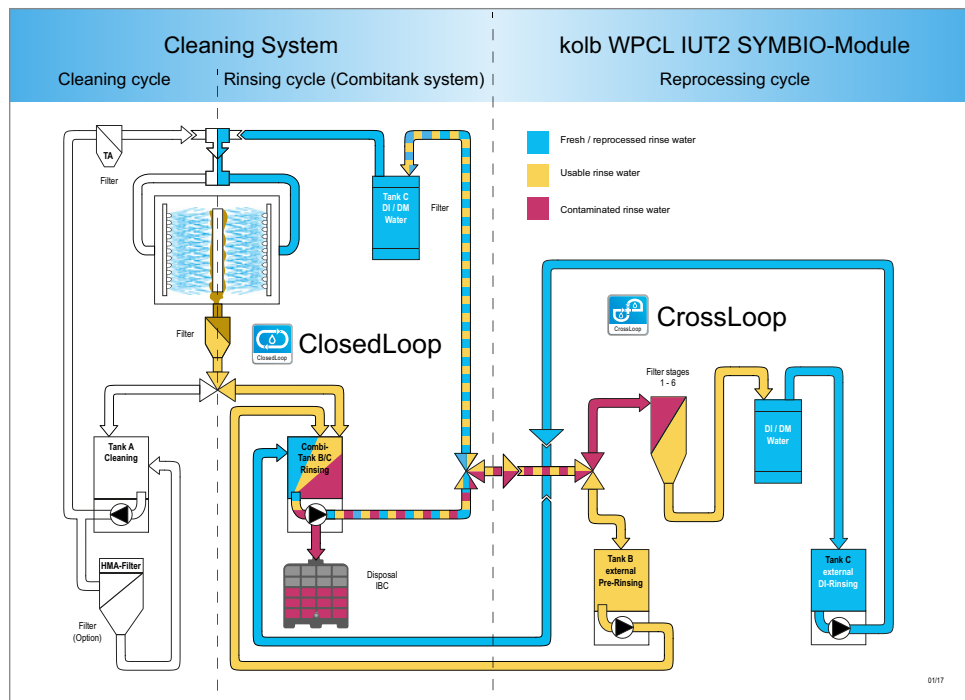 Cleaning System
kolb WPCL IUT2 SYMBIO-Module
Cleaning cycle
Rinsing cycle (Combitank system)
Reprocessing cycle
TA
Filter
Tank C
DI / DM
Water
Filter
Fresh / reprocessed rinse water
Usable rinse water
Contaminated rinse water
Filter
ClosedLoop
ClosedLoop
CrossLoop
CrossLoop
Filter stages
1 - 6
DI / DM
Water
Tank A
Cleaning
Combi-
Tank B/C
Rinsing
HMA-Filter
Filter
(Option)
Disposal
IBC
Tank B
external
Pre-Rinsing
Tank C
external
DI-Rinsing
01/17